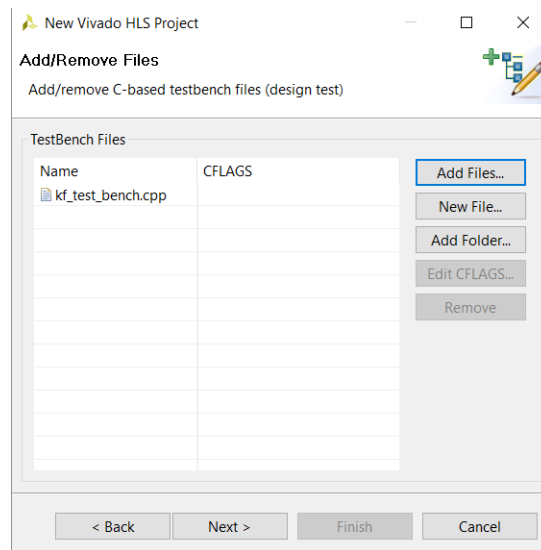 New Vivado HLS Project
Add/Remove Files
Add/remove C-based testbench files (design test)
TestBench Files
Name CFLAGS
kf_test_bench.cpp
Add Files...
New File...
Add Folder...
Edit CFLAGS...
Remove
< Back Next > Finish Cancel